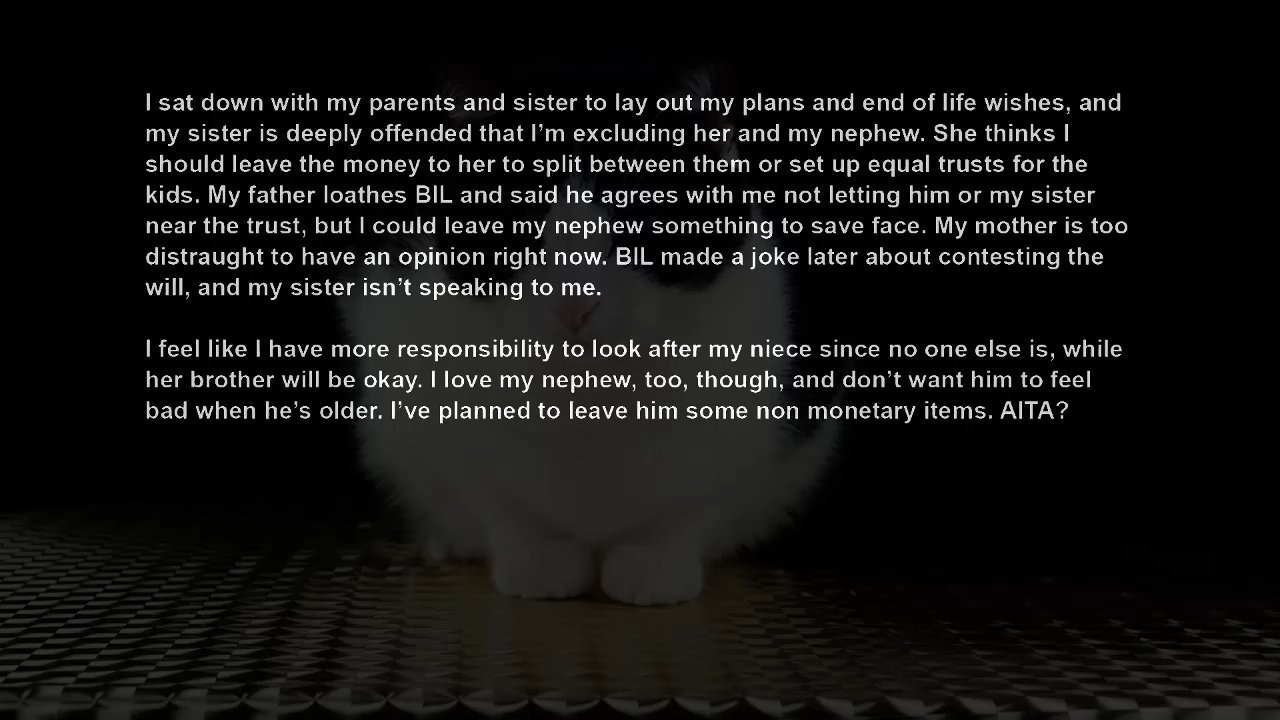 I sat down with my parents and sister to lay out my plans and end of life wishes, and
my sister is deeply offended that I’m excluding her and my nephew. She thinks I
should leave the money to her to split between them or set up equal trusts for the
kids. My father loathes BIL and said he agrees with me not letting him or my sister
near the trust, but I could leave my nephew something to save face. My mother is too
distraught to have an opinion right now. BIL made a joke later about contesting the
will, and my sister isn’t speaking to me.
I feel like I have more responsibility to look after my niece since no one else is, while
her brother will be okay. I love my nephew, too, though, and don’t want him to feel
bad when he’s older. I’ve planned to leave him some non monetary items. AITA?